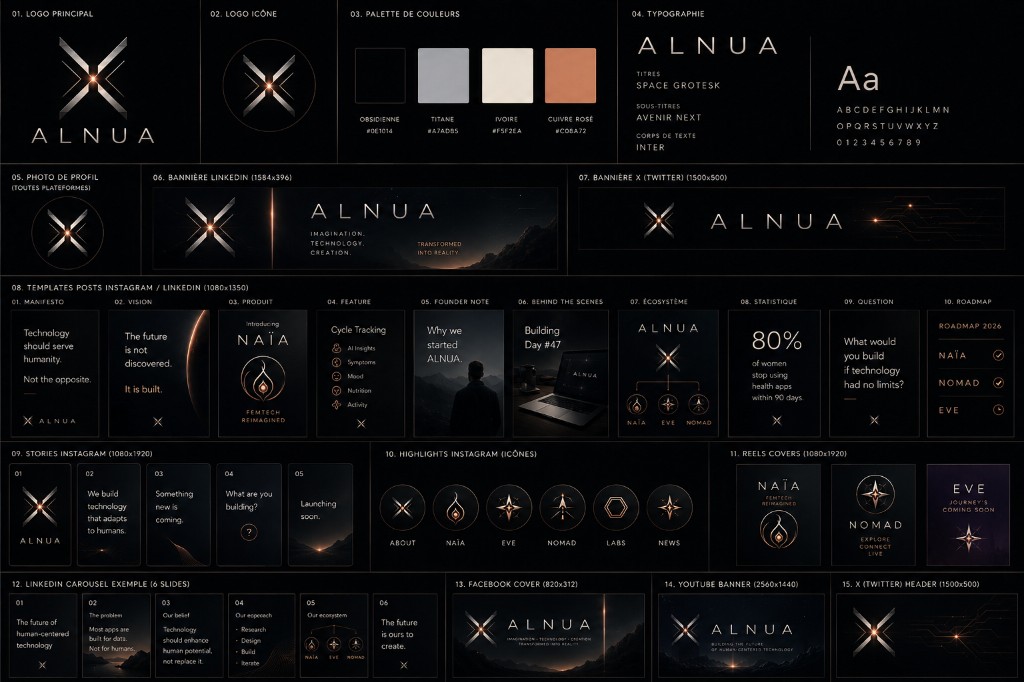 01. LOGO PRINCIPAL
ALNUA
02. LOGO ICÔNE
03. PALETTE DE COULEURS
OBSIDIENNE
#0E1014
TITANE
#A7AD85
IVOIRE
#F5F2EA
CUIVRE ROSÉ
#C08A72
04. TYPOGRAPHIE
ALNUA
TITRES
SPACE GROTESK
SOUS-TITRES
AVENIR NEXT
CORPS DE TEXTE
INTER
Aa
ABCDEFGHIJKLMN
OPQRSTUVWXYZ
0123456789
05. PHOTO DE PROFIL
(TOUTES PLATEFORMES)
06. BANNIÈRE LINKEDIN (1584x396)
ALNUA
IMAGINATION.
TECHNOLOGY.
CREATION.
TRANSFORMED
INTO REALITY.
07. BANNIÈRE X (TWITTER) (1500x500)
ALNUA
08. TEMPLATES POSTS INSTAGRAM / LINKEDIN (1080x1350)
01. MANIFESTO
Technology
should serve
humanity.
Not the opposite.
ALNUA
02. VISION
The future
is not
discovered.
It is built.
03. PRODUIT
Introducing
NAÏA
FEMTECH
REIMAGINED
04. FEATURE
Cycle Tracking
AI Insights
Symptoms
Mood
Nutrition
Activity
05. FOUNDER NOTE
Why we
started
ALNUA.
06. BEHIND THE SCENES
Building
Day #47
ALNUA
07. ÉCOSYSTÈME
ALNUA
NAÏA
EVE
NOMAD
08. STATISTIQUE
80%
of women
stop using
health apps
within 90 days.
09. QUESTION
What would
you build
if technology
had no limits?
10. ROADMAP
ROADMAP 2026
NAÏA
NOMAD
EVE
09. STORIES INSTAGRAM (1080x1920)
01
ALNUA
02
We build
technology
that adapts
to humans.
03
Something
new is
coming.
04
What are you
building?
?
05
Launching
soon.
10. HIGHLIGHTS INSTAGRAM (ICÔNES)
ABOUT
NAÏA
EVE
NOMAD
LABS
NEWS
11. REELS COVERS (1080x1920)
NAÏA
FEMTECH
REIMAGINED
NOMAD
EXPLORE
CONNECT
LIVE
EVE
JOURNEY'S
COMING SOON
12. LINKEDIN CAROUSEL EXEMPLE (6 SLIDES)
01
The future of
human-centered
technology
02
The problem
Most apps are
built for data.
Not for humans.
03
Our belief
Technology
should enhance
human potential,
not replace it.
04
Our epproach
· Research
· Design
· Build
· Iterate
05
Our ecosystem
NAÏA
EVE
NOMAD
06
The future
is ours to
create.
13. FACEBOOK COVER (820x312)
ALNUA
IMAGINATION · TECHNOLOGY · CREATION
TRANSFORMED INTO REALITY.
14. YOUTUBE BANNER (2560x1440)
ALNUA
BUILDING THE FUTURE
OF HUMAN-CENTERED TECHNOLOGY
15. X (TWITTER) HEADER (1500x500)